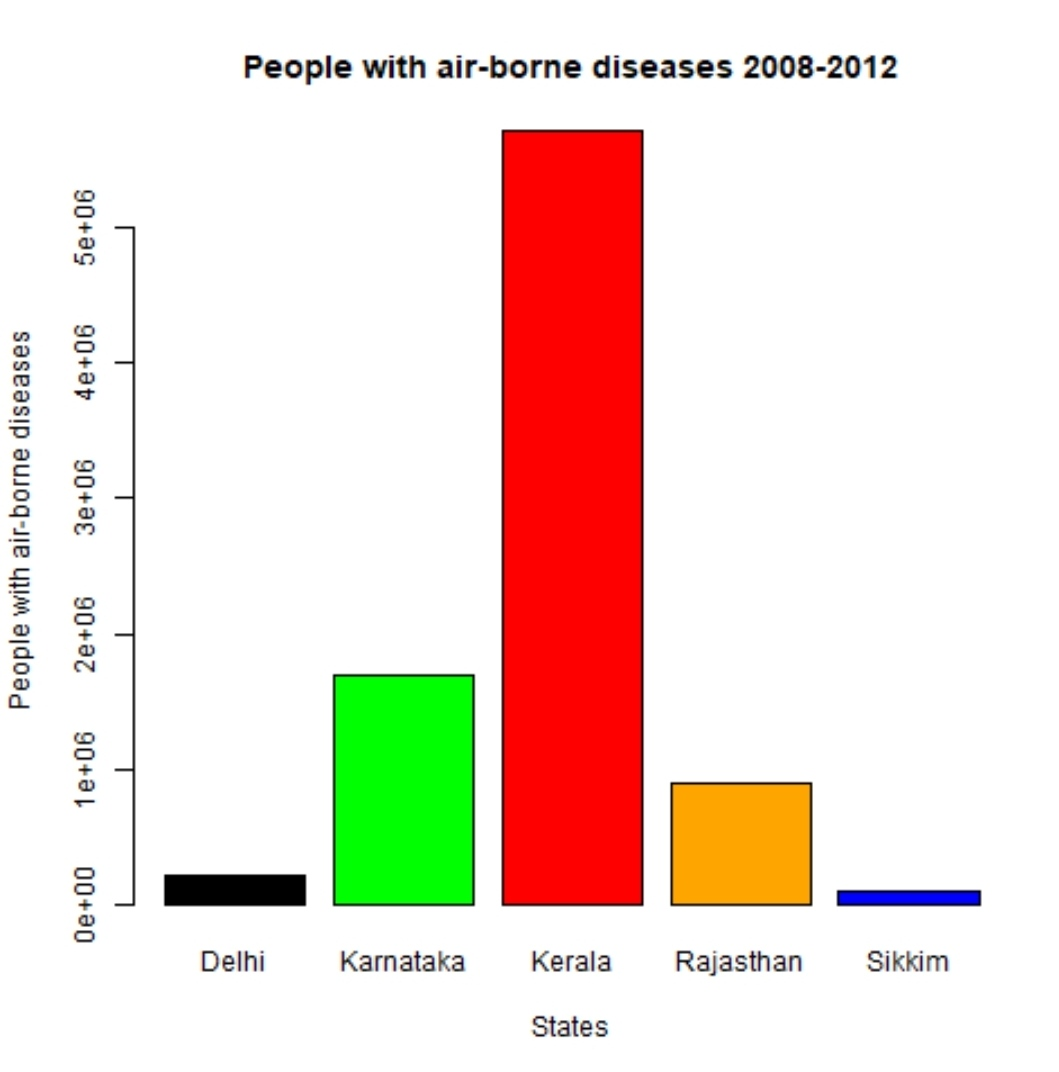 People with air-borne diseases 2008-2012
People with air-borne diseases
5e+06
4e+06
3e+06
2e+06
1e+06
0e+00
Delhi
Karnataka
Kerala
Rajasthan
Sikkim
States